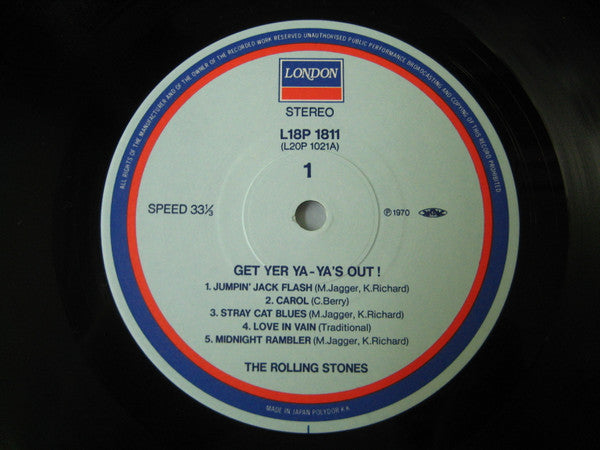 ALL RIGHTS OF THE MANUFACTURER AND OF THE OWNER OF THE RECORDED WORK RESERVED UNAUTHORISED PUBLIC PERFORMANCE BROADCASTING AND COPYING OF THIS RECORD PROHIBITED
LONDON
STEREO
L18P 1811
(L20P 1021A)
1
SPEED 33⅓
℗ 1970
GET YER YA-YA'S OUT !
1. JUMPIN' JACK FLASH (M.Jagger, K.Richard)
2. CAROL (C.Berry)
3. STRAY CAT BLUES (M.Jagger, K.Richard)
4. LOVE IN VAIN (Traditional)
5. MIDNIGHT RAMBLER (M.Jagger, K.Richard)
THE ROLLING STONES
MADE IN JAPAN POLYDOR K K